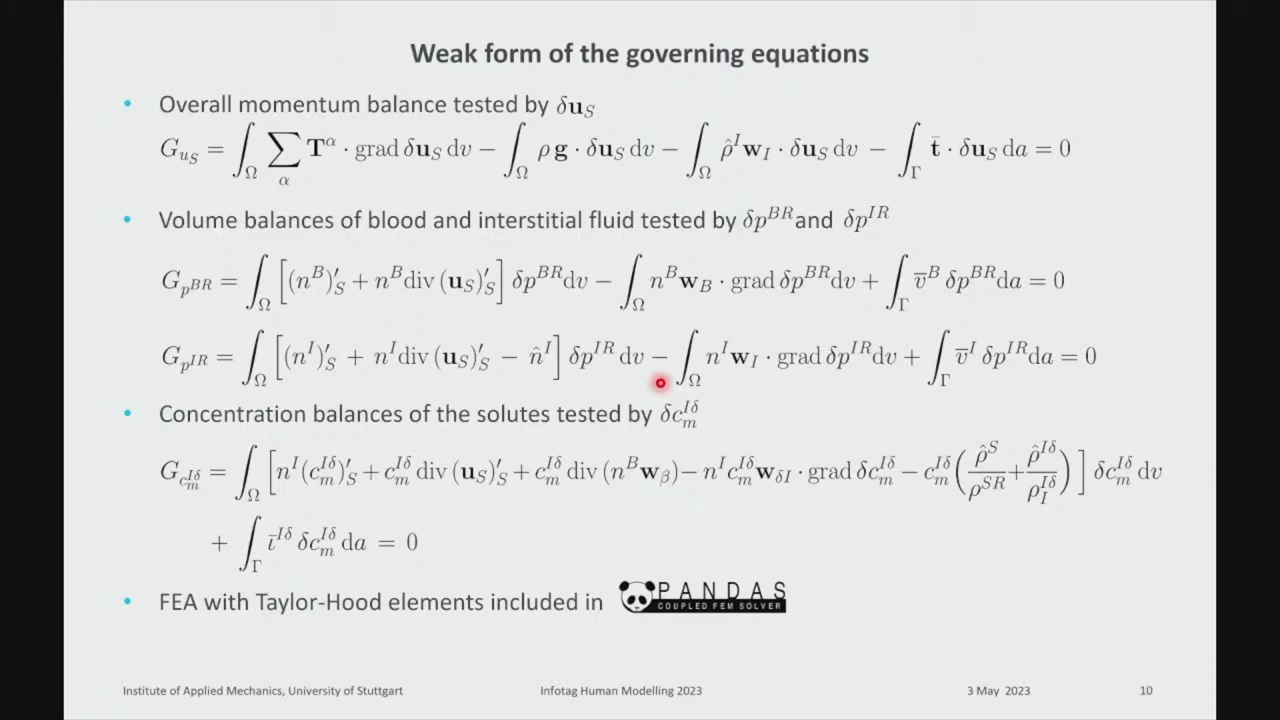 Weak form of the governing equations
• Overall momentum balance tested by δ𝐮_S
G_{u_S} = ∫_Ω ∑_α 𝐓^α · grad δ𝐮_S dv − ∫_Ω ρ 𝐠 · δ𝐮_S dv − ∫_Ω ρ̂^I 𝐰_I · δ𝐮_S dv − ∫_Γ 𝐭̄ · δ𝐮_S da = 0
• Volume balances of blood and interstitial fluid tested by δp^{BR} and δp^{IR}
G_{p^{BR}} = ∫_Ω [(n^B)′_S + n^B div (𝐮_S)′_S] δp^{BR} dv − ∫_Ω n^B 𝐰_B · grad δp^{BR} dv + ∫_Γ v̄^B δp^{BR} da = 0
G_{p^{IR}} = ∫_Ω [(n^I)′_S + n^I div (𝐮_S)′_S − n̂^I] δp^{IR} dv − ∫_Ω n^I 𝐰_I · grad δp^{IR} dv + ∫_Γ v̄^I δp^{IR} da = 0
• Concentration balances of the solutes tested by δc_m^{Iδ}
G_{c_m^{Iδ}} = ∫_Ω [n^I (c_m^{Iδ})′_S + c_m^{Iδ} div (𝐮_S)′_S + c_m^{Iδ} div (n^B 𝐰_β) − n^I c_m^{Iδ} 𝐰_{δI} · grad δc_m^{Iδ} − c_m^{Iδ} (ρ̂^S/ρ^{SR} + ρ̂^{Iδ}/ρ_I^{Iδ})] δc_m^{Iδ} dv
+ ∫_Γ ῑ^{Iδ} δc_m^{Iδ} da = 0
• FEA with Taylor-Hood elements included in
PANDAS
COUPLED FEM SOLVER
Institute of Applied Mechanics, University of Stuttgart
Infotag Human Modelling 2023
3 May 2023
10